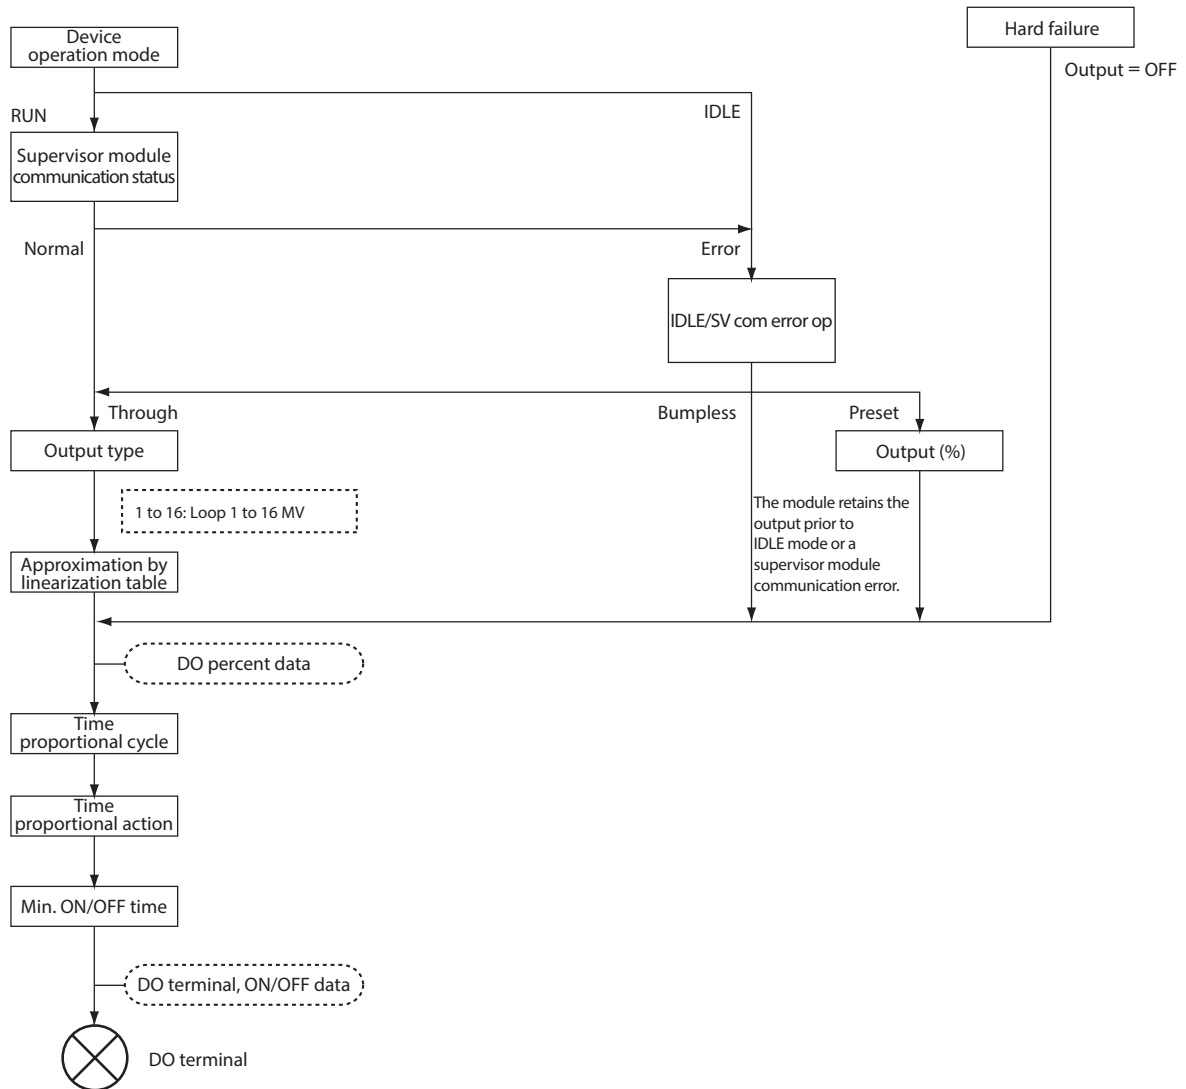 Device
operation mode
Hard failure
Output = OFF
RUN
IDLE
Supervisor module
communication status
Normal
Error
IDLE/SV com error op
Through
Bumpless
Preset
Output type
Output (%)
1 to 16: Loop 1 to 16 MV
The module retains the
output prior to
IDLE mode or a
supervisor module
communication error.
Approximation by
linearization table
DO percent data
Time
proportional cycle
Time
proportional action
Min. ON/OFF time
DO terminal, ON/OFF data
DO terminal